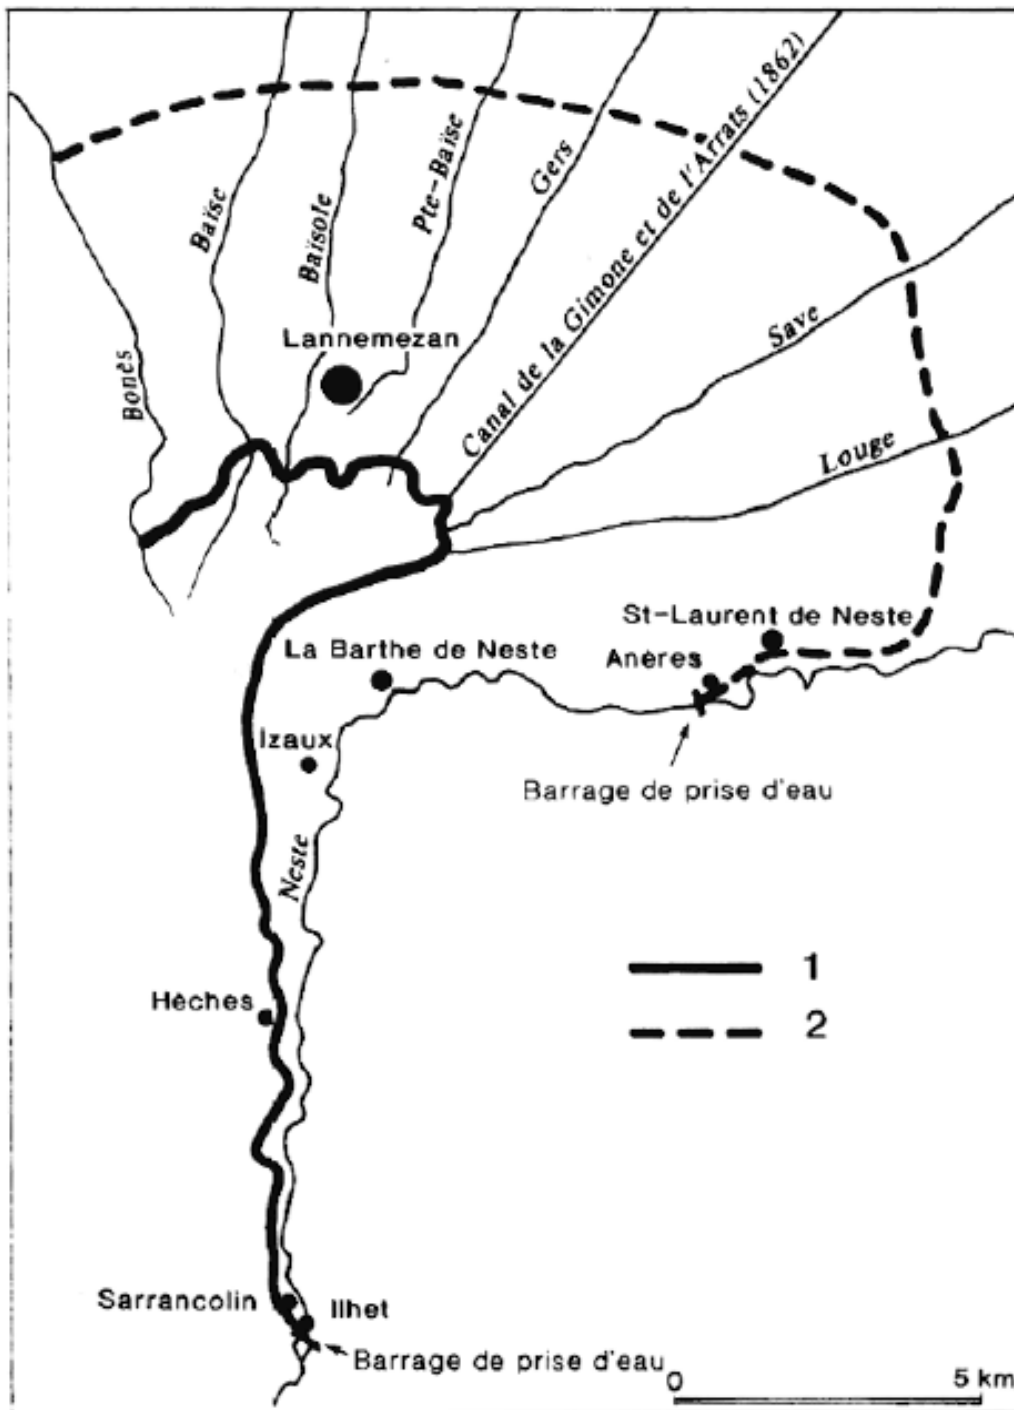 Baïse
Baïsole
Pte-Baïse
Gers
Canal de la Gimone et de l'Arrats (1862)
Save
Louge
Bonès
Lannemezan
St-Laurent de Neste
Anères
La Barthe de Neste
Izaux
Barrage de prise d'eau
Neste
1
2
Hèches
Sarrancolin
Ilhet
Barrage de prise d'eau
0
5 km